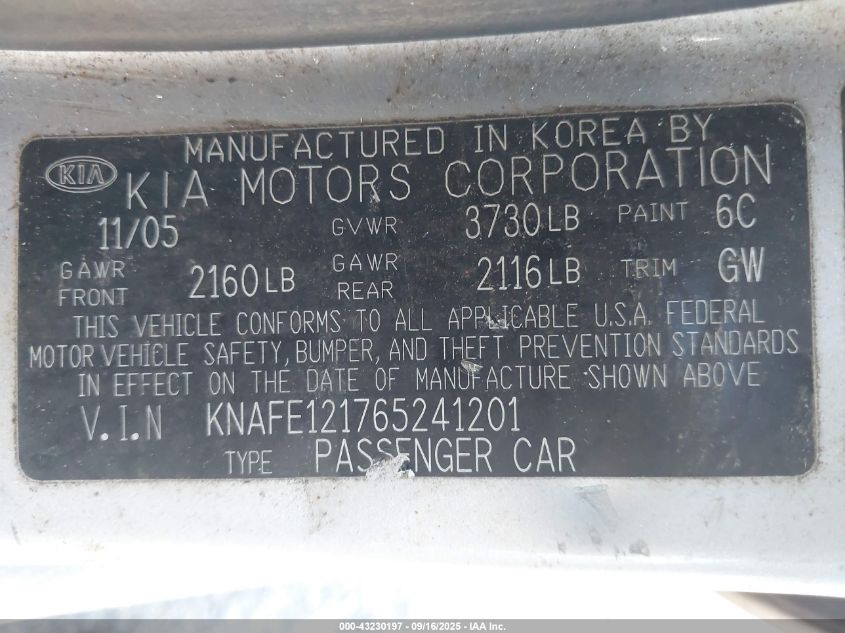 MANUFACTURED IN KOREA BY
KIA KIA MOTORS CORPORATION
11/05 GVWR 3730LB PAINT 6C
GAWR FRONT 2160LB GAWR REAR 2116LB TRIM GW
THIS VEHICLE CONFORMS TO ALL APPLICABLE U.S.A. FEDERAL
MOTOR VEHICLE SAFETY, BUMPER, AND THEFT PREVENTION STANDARDS
IN EFFECT ON THE DATE OF MANUFACTURE SHOWN ABOVE
V.I.N KNAFE121765241201
TYPE PASSENGER CAR
000-43230197 - 09/16/2025 - IAA Inc.